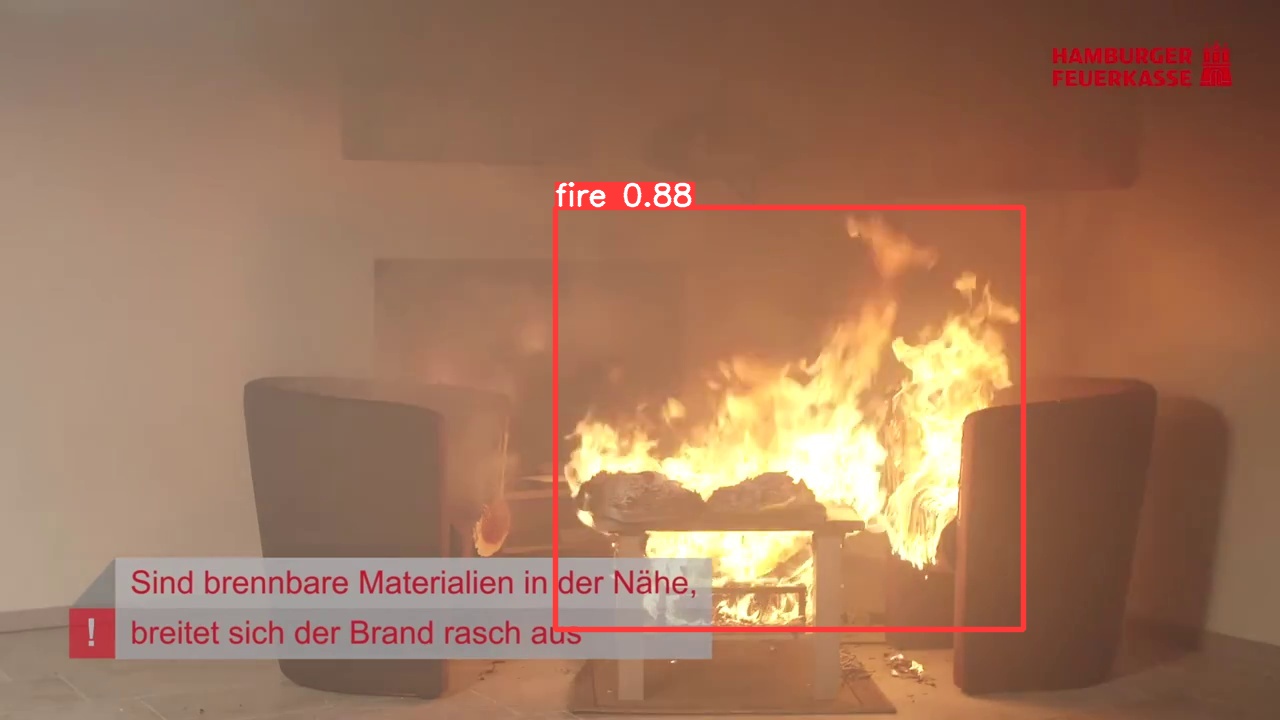 HAMBURGER
FEUERKASSE
fire 0.88
Sind brennbare Materialien in der Nähe,
! breitet sich der Brand rasch aus